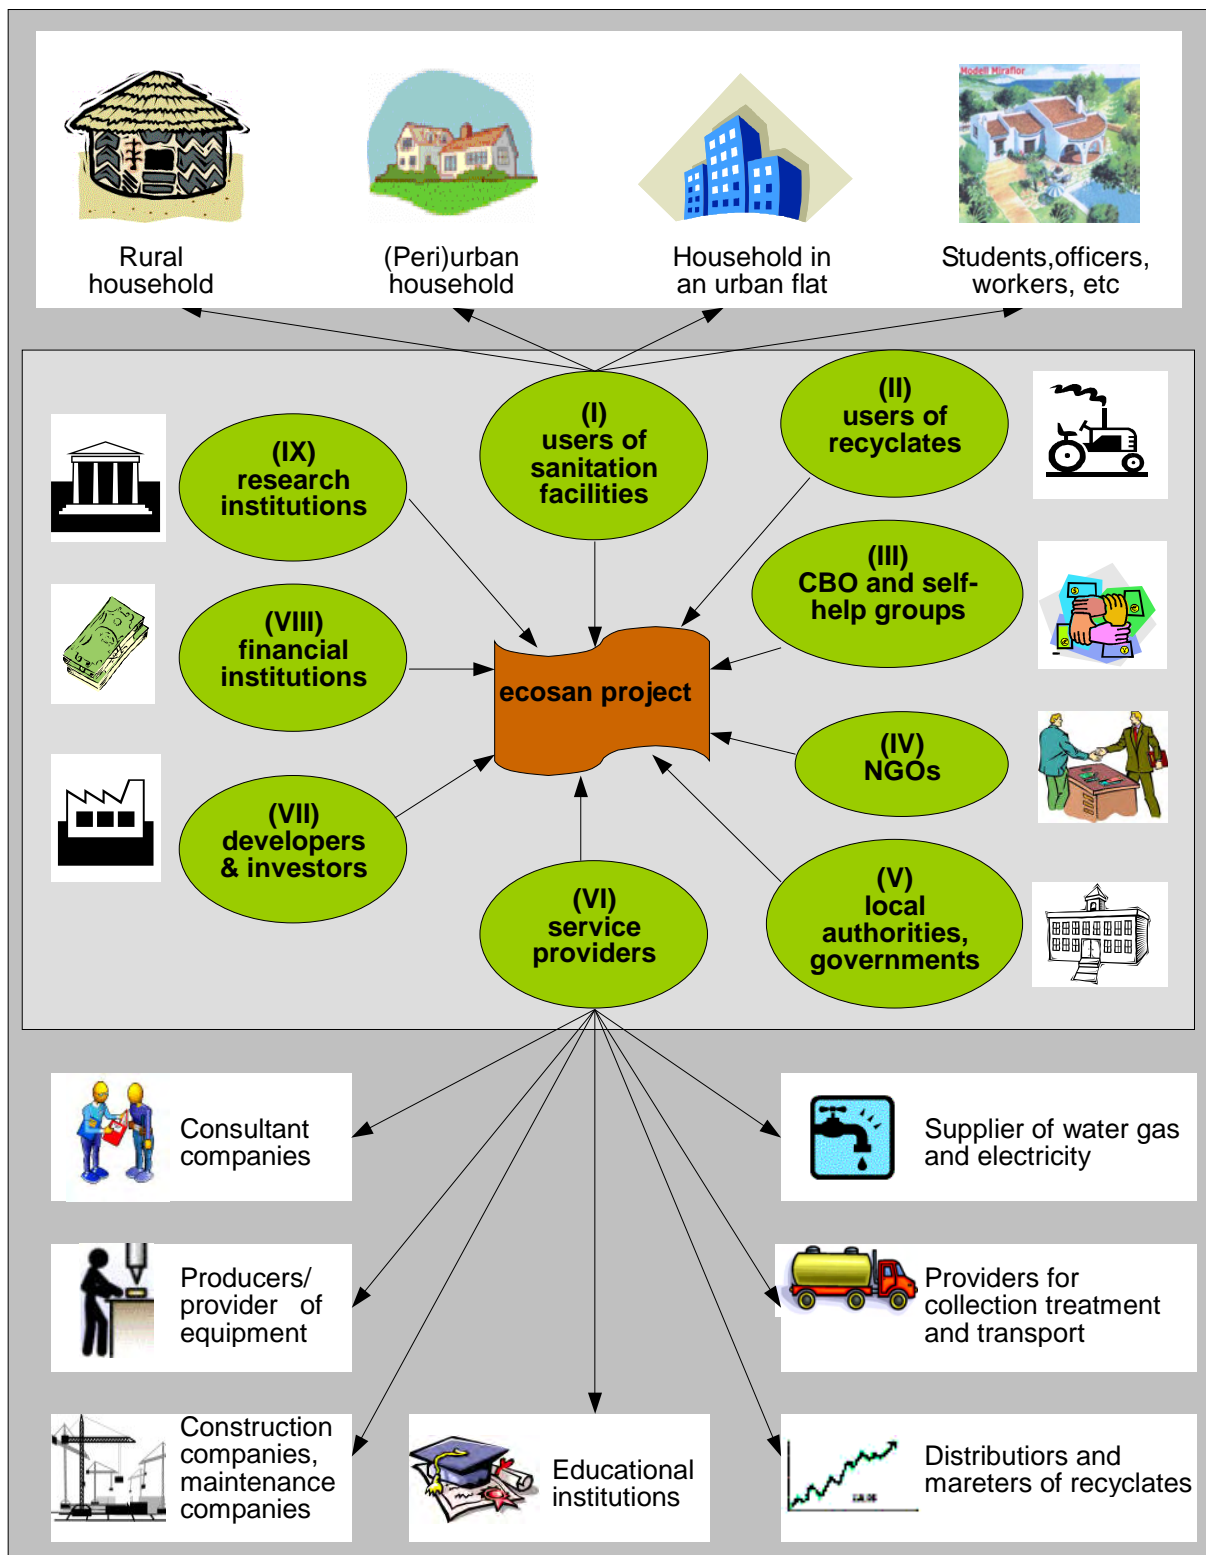 Modell Miraflor
Rural
household
(Peri)urban
household
Household in
an urban flat
Students,officers,
workers, etc
(I)
users of
sanitation
facilities
(II)
users of
recyclates
(IX)
research
institutions
(III)
CBO and self-
help groups
(VIII)
financial
institutions
ecosan project
(IV)
NGOs
(VII)
developers
& investors
(VI)
service
providers
(V)
local
authorities,
governments
Consultant
companies
Supplier of water gas
and electricity
Producers/
provider of
equipment
Providers for
collection treatment
and transport
Construction
companies,
maintenance
companies
Educational
institutions
Distributiors and
mareters of recyclates